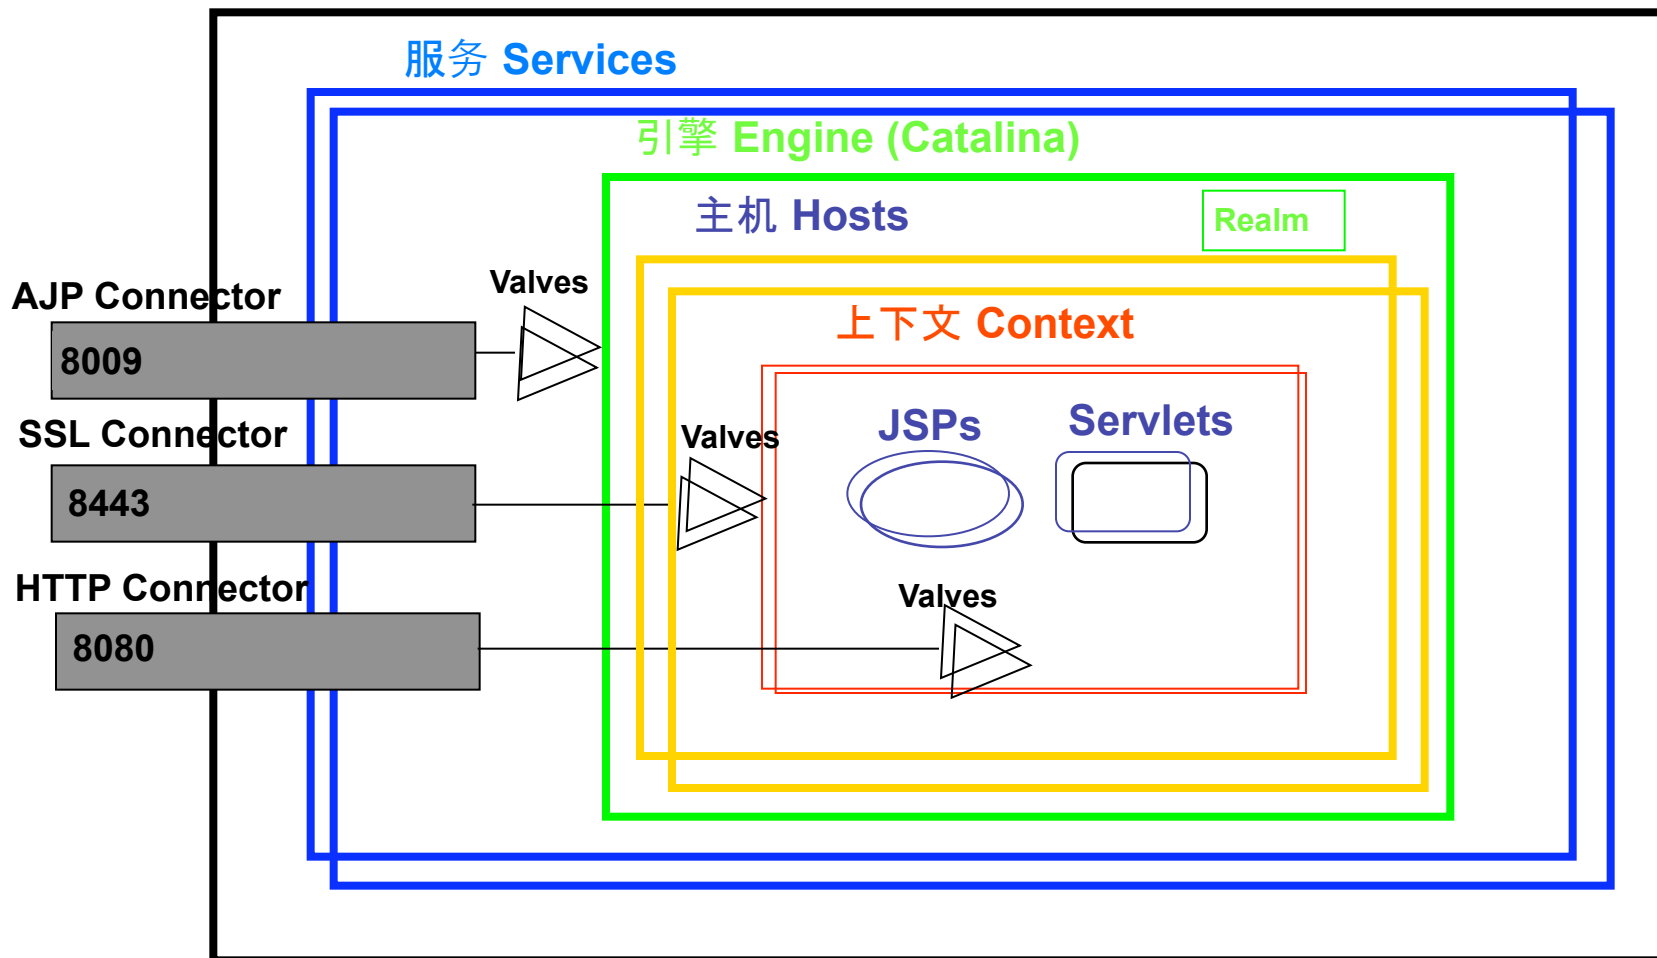 服务 Services
引擎 Engine (Catalina)
主机 Hosts
Realm
AJP Connector
Valves
上下文 Context
8009
JSPs
Servlets
SSL Connector
Valves
8443
HTTP Connector
Valves
8080